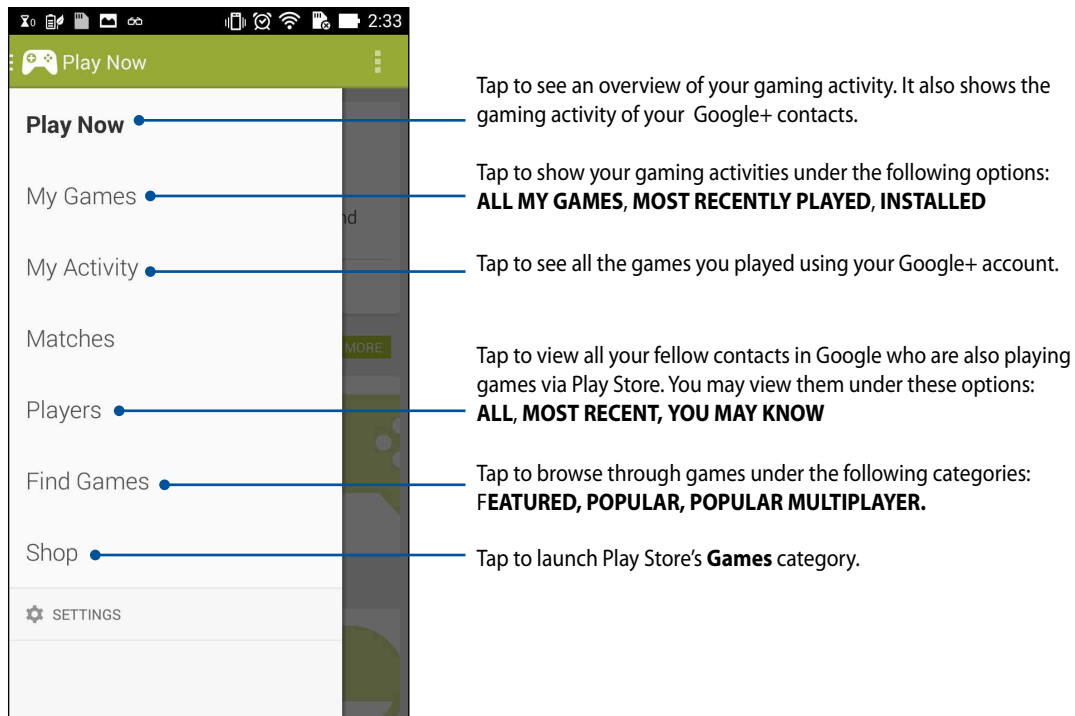 2:33
Play Now
Play Now
My Games
nd
My Activity
Matches
MORE
Players
Find Games
Shop
SETTINGS
Tap to see an overview of your gaming activity. It also shows the
gaming activity of your Google+ contacts.
Tap to show your gaming activities under the following options:
ALL MY GAMES, MOST RECENTLY PLAYED, INSTALLED
Tap to see all the games you played using your Google+ account.
Tap to view all your fellow contacts in Google who are also playing
games via Play Store. You may view them under these options:
ALL, MOST RECENT, YOU MAY KNOW
Tap to browse through games under the following categories:
FEATURED, POPULAR, POPULAR MULTIPLAYER.
Tap to launch Play Store's Games category.